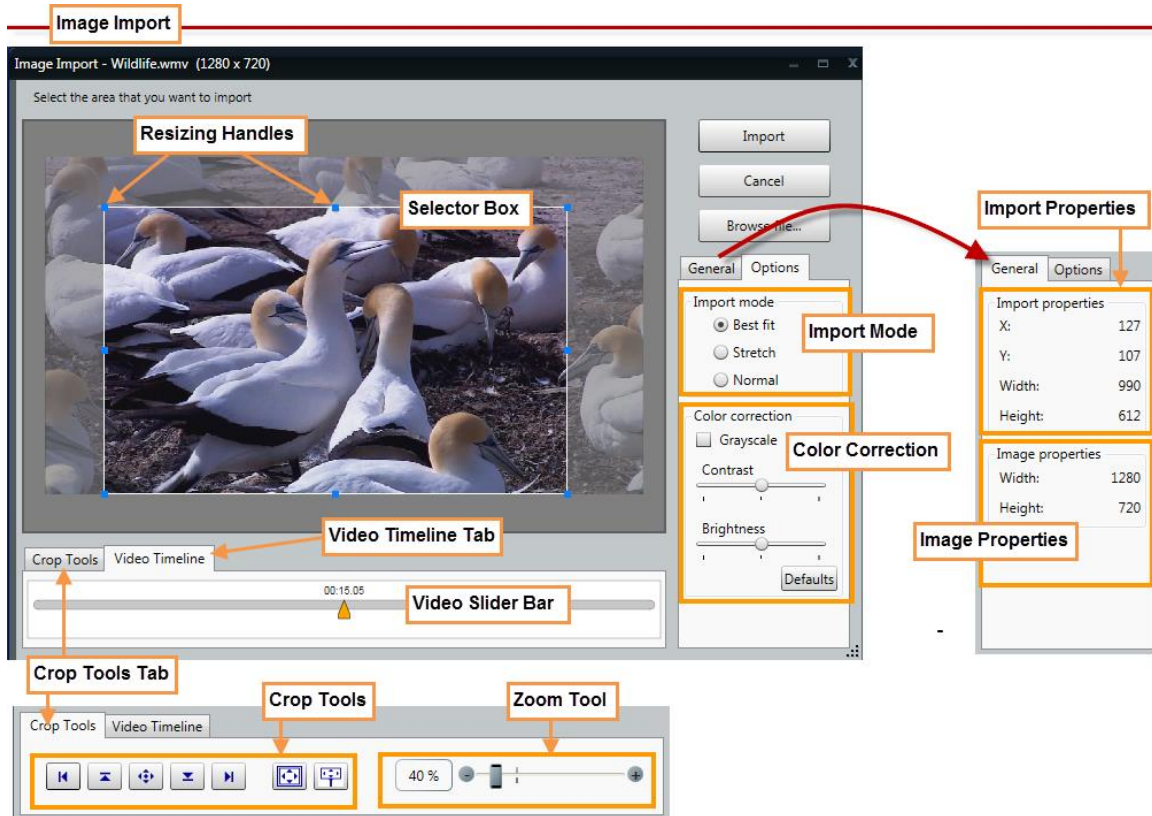 Image Import
Image Import - Wildlife.wmv (1280 x 720)
Select the area that you want to import
Resizing Handles
Selector Box
Import
Cancel
Browse file...
General Options
Import mode
Best fit
Stretch
Normal
Import Mode
Color correction
Grayscale
Color Correction
Contrast
Brightness
Defaults
Import Properties
General Options
Import properties
X: 127
Y: 107
Width: 990
Height: 612
Image properties
Width: 1280
Height: 720
Image Properties
-
Video Timeline Tab
Crop Tools Video Timeline
00:15.05
Video Slider Bar
Crop Tools Tab
Crop Tools
Zoom Tool
Crop Tools Video Timeline
40 %